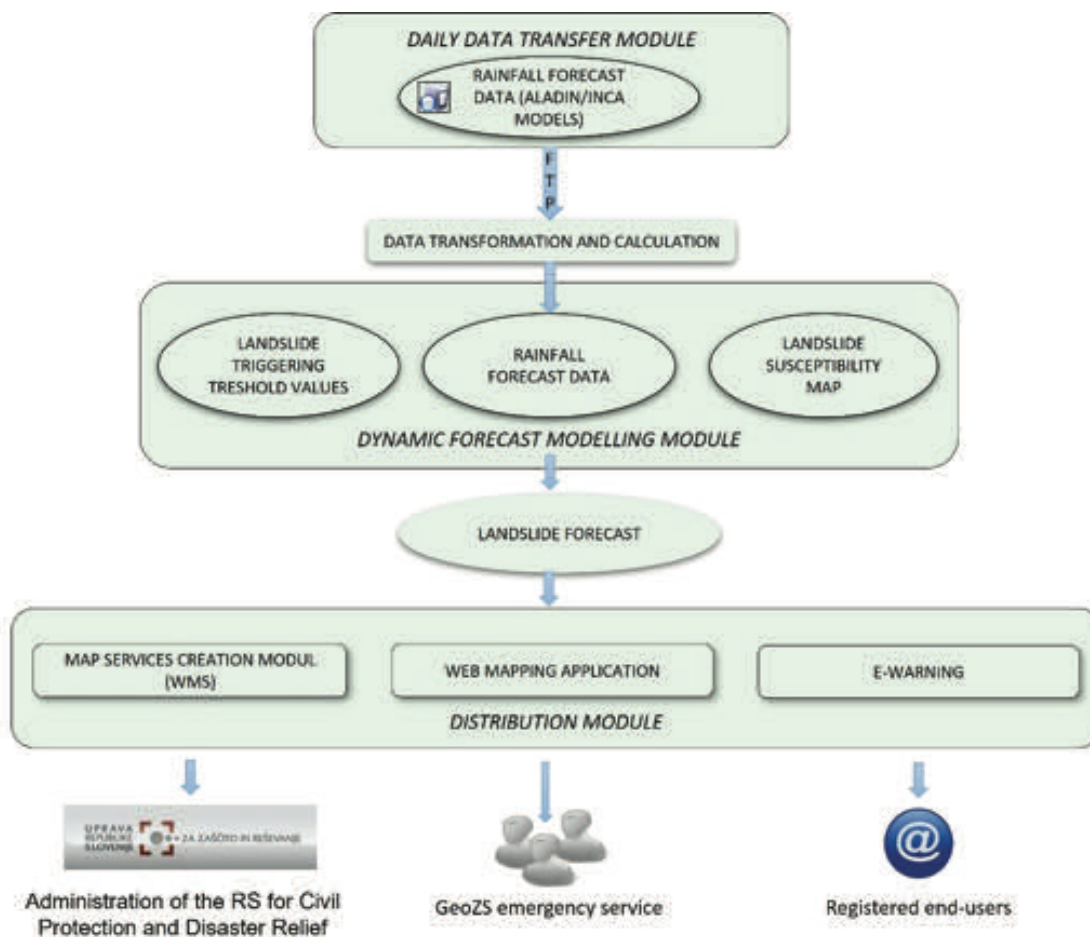 DAILY DATA TRANSFER MODULE
RAINFALL FORECAST
DATA (ALADIN/INCA
MODELS)
FTP
DATA TRANSFORMATION AND CALCULATION
LANDSLIDE
TRIGGERING
TRESHOLD VALUES
RAINFALL
FORECAST DATA
LANDSLIDE
SUSCEPTIBILITY
MAP
DYNAMIC FORECAST MODELLING MODULE
LANDSLIDE FORECAST
MAP SERVICES CREATION MODUL
(WMS)
WEB MAPPING APPLICATION
E-WARNING
DISTRIBUTION MODULE
UPRAVA
REPUBLIKE
SLOVENIJE
ZA ZAŠČITO IN REŠEVANJE
@
Administration of the RS for Civil
Protection and Disaster Relief
GeoZS emergency service
Registered end-users